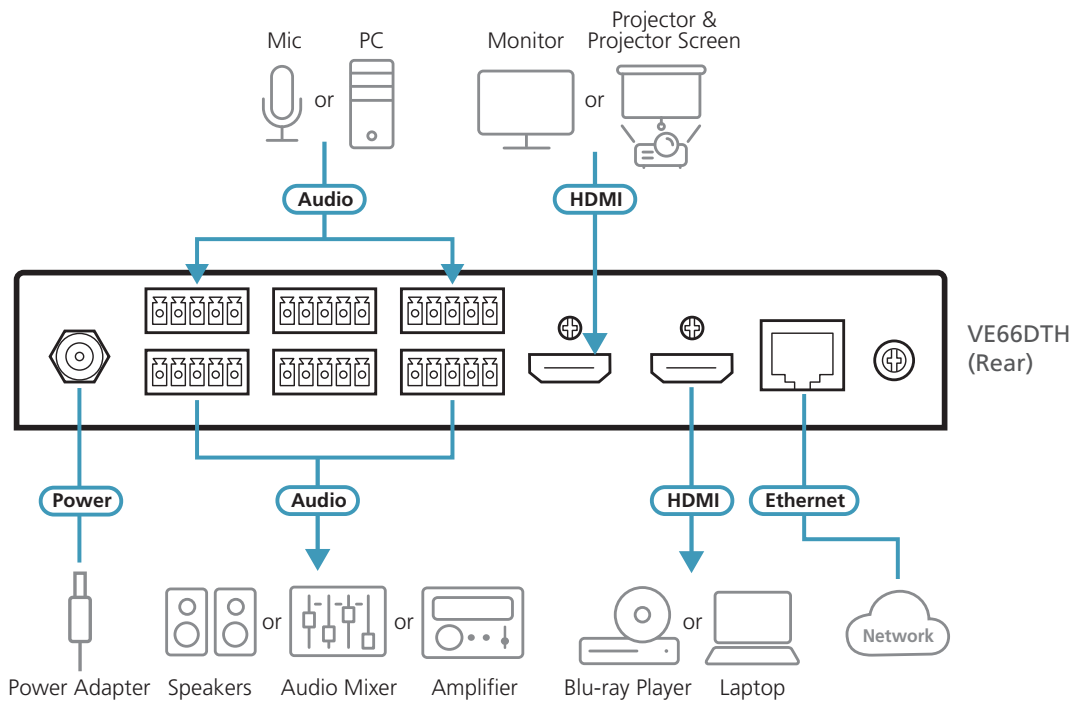 Projector &
Mic PC Monitor Projector Screen
or or
Audio HDMI
VE66DTH
(Rear)
Power Audio HDMI Ethernet
or or or
Network
Power Adapter Speakers Audio Mixer Amplifier Blu-ray Player Laptop